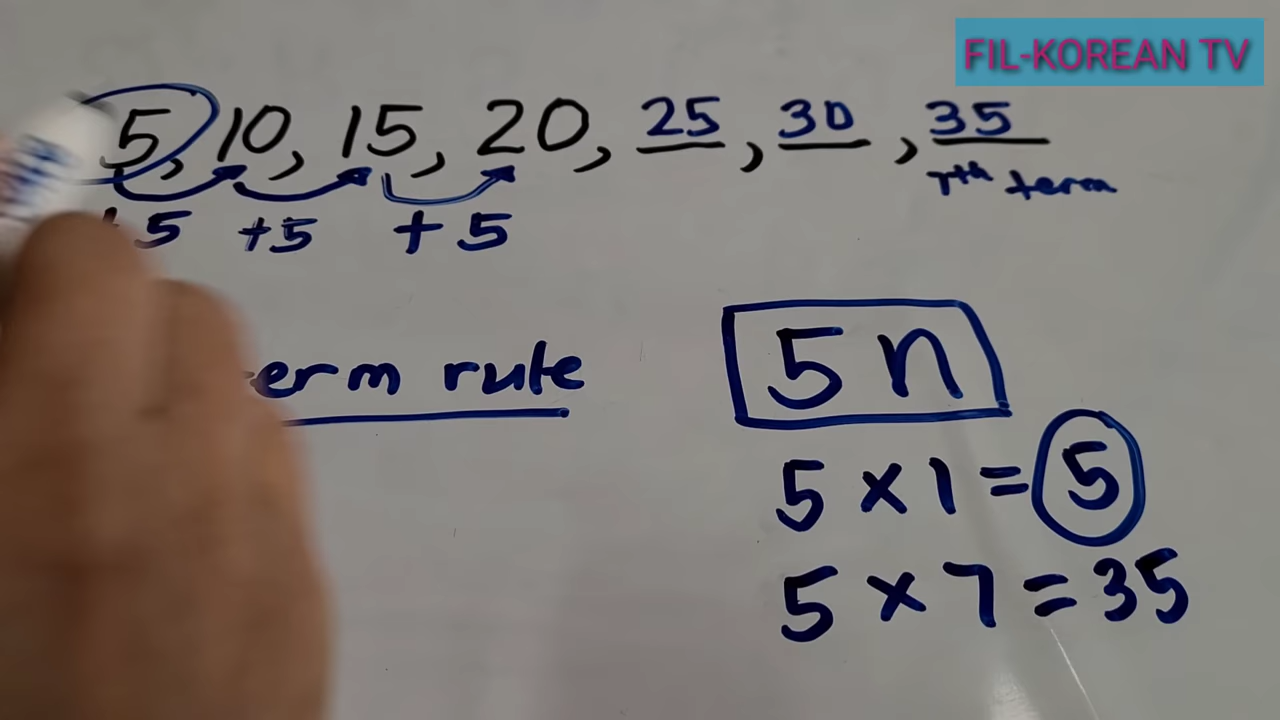 FIL-KOREAN TV
5, 10, 15, 20, 25, 30, 35
7th term
5 +5 +5
erm rule
5n
5 × 1 = 5
5 × 7 = 35